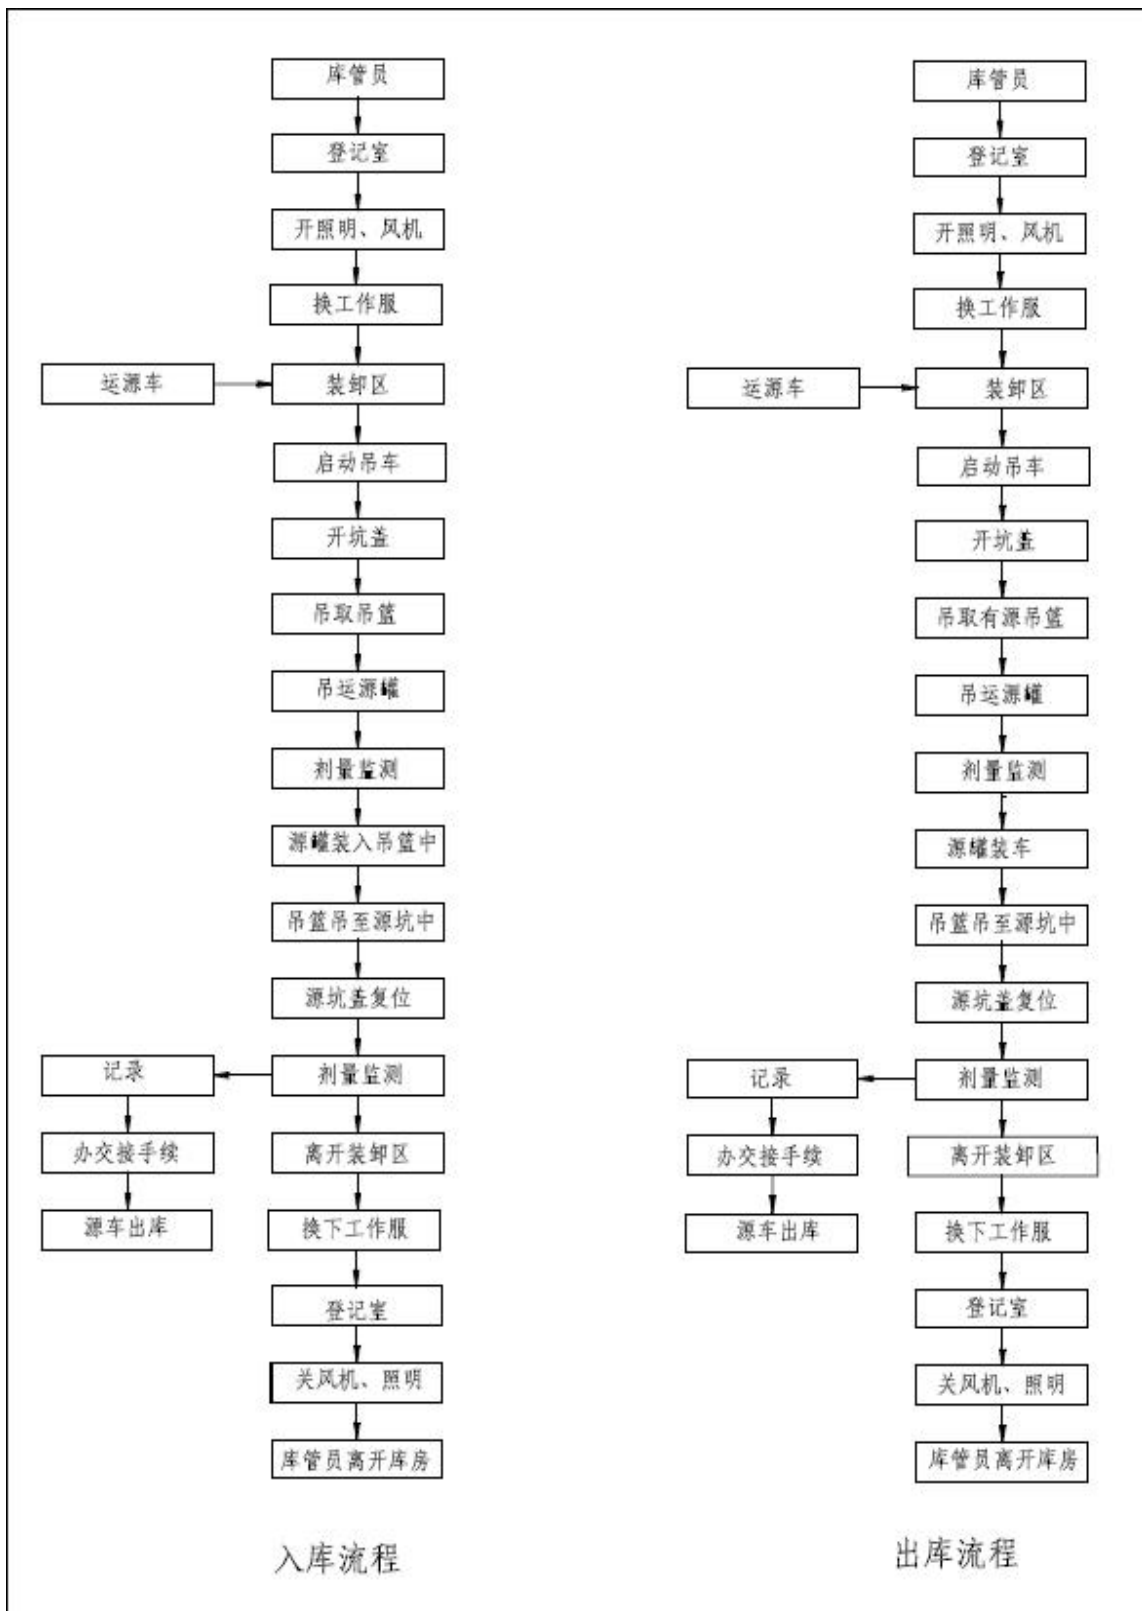 库管员
登记室
开照明、风机
换工作服
运源车
装卸区
启动吊车
开坑盖
吊取吊篮
吊运源罐
剂量监测
源罐装入吊篮中
吊篮吊至源坑中
源坑盖复位
剂量监测
记录
办交接手续
源车出库
离开装卸区
换下工作服
登记室
关风机、照明
库管员离开库房
入库流程
库管员
登记室
开照明、风机
换工作服
运源车
装卸区
启动吊车
开坑盖
吊取有源吊篮
吊运源罐
剂量监测
源罐装车
吊篮吊至源坑中
源坑盖复位
剂量监测
记录
办交接手续
源车出库
离开装卸区
换下工作服
登记室
关风机、照明
库管员离开库房
出库流程